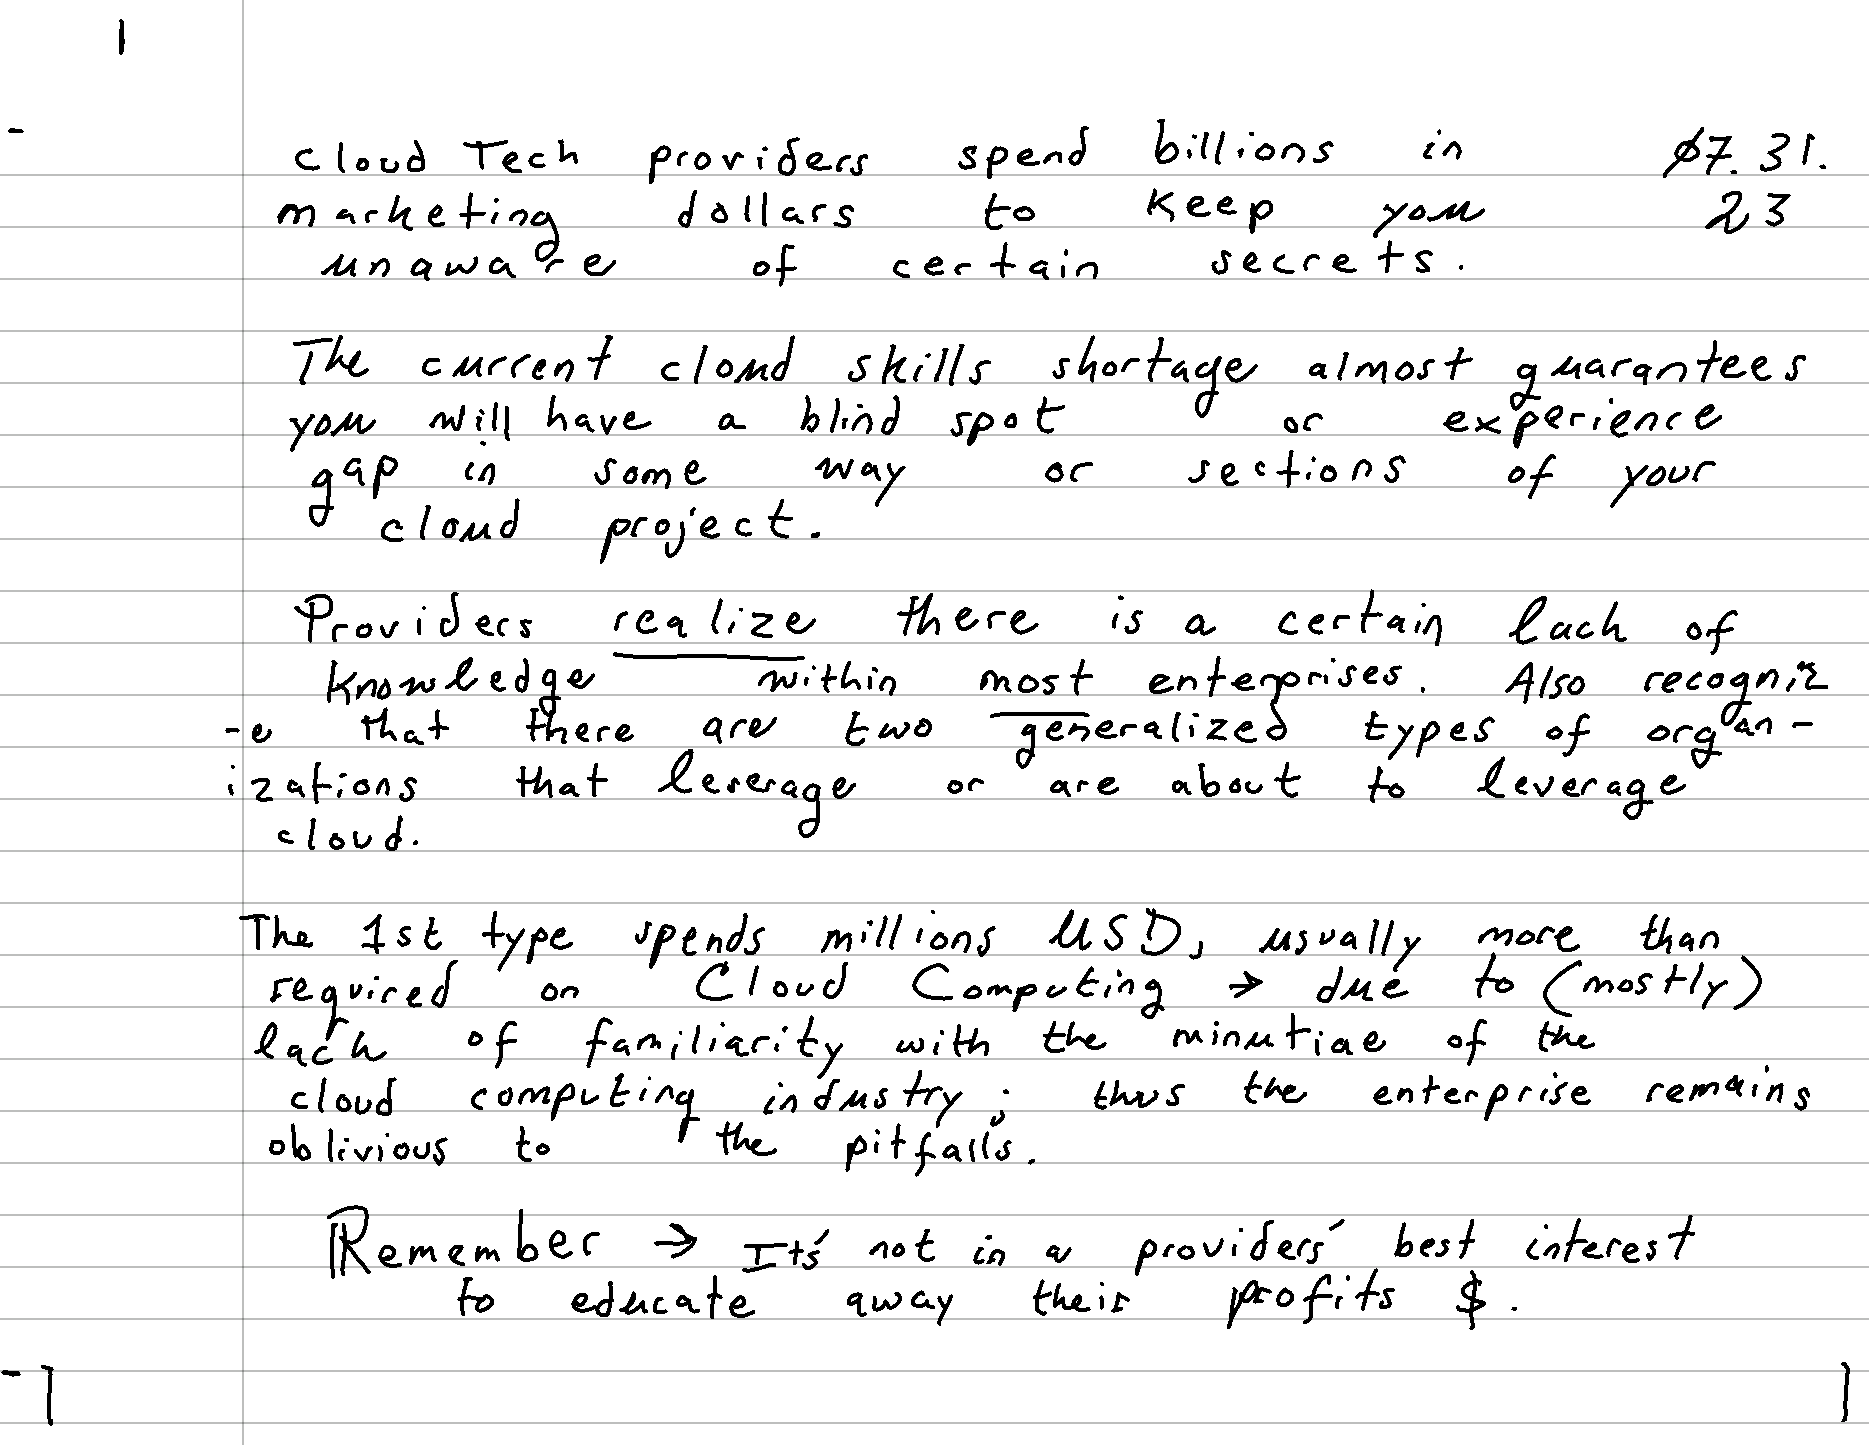 cloud Tech providers spend billions in 07.31.
marketing dollars to Keep you 23
unaware of certain secrets.
The current cloud skills shortage almost guarantees
you will have a blind spot or experience
gap in some way or sections of your
cloud project.
Providers realize there is a certain lack of
Knowledge within most enterprises. Also recogniz
-e that there are two generalized types of organ-
izations that leverage or are about to leverage
cloud.
The 1st type spends millions USD, usually more than
required on Cloud Computing → due to (mostly)
lack of familiarity with the minutiae of the
cloud computing industry; thus the enterprise remains
oblivious to the pitfalls.
Remember → Its' not in a providers' best interest
to educate away their profits $.